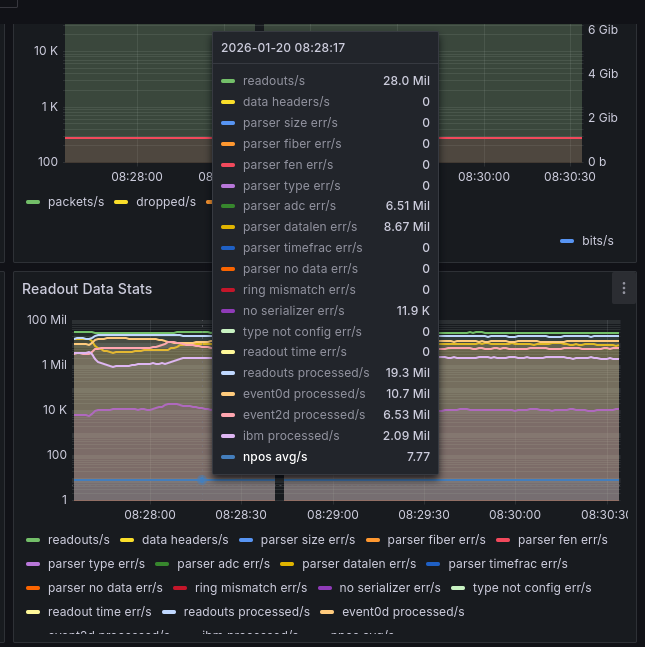 10 K
1 K
100
6 Gib
4 Gib
2 Gib
0 b
08:28:00
08:30:00
08:30:30
packets/s dropped/s
bits/s
2026-01-20 08:28:17
readouts/s 28.0 Mil
data headers/s 0
parser size err/s 0
parser fiber err/s 0
parser fen err/s 0
parser type err/s 0
parser adc err/s 6.51 Mil
parser datalen err/s 8.67 Mil
parser timefrac err/s 0
parser no data err/s 0
ring mismatch err/s 0
no serializer err/s 11.9 K
type not config err/s 0
readout time err/s 0
readouts processed/s 19.3 Mil
event0d processed/s 10.7 Mil
event2d processed/s 6.53 Mil
ibm processed/s 2.09 Mil
npos avg/s 7.77
Readout Data Stats
100 Mil
1 Mil
10 K
100
1
08:28:00 08:28:30 08:29:00 08:29:30 08:30:00 08:30:30
readouts/s data headers/s parser size err/s parser fiber err/s parser fen err/s
parser type err/s parser adc err/s parser datalen err/s parser timefrac err/s
parser no data err/s ring mismatch err/s no serializer err/s type not config err/s
readout time err/s readouts processed/s event0d processed/s
processed/s ibm processed/s npos avg/s